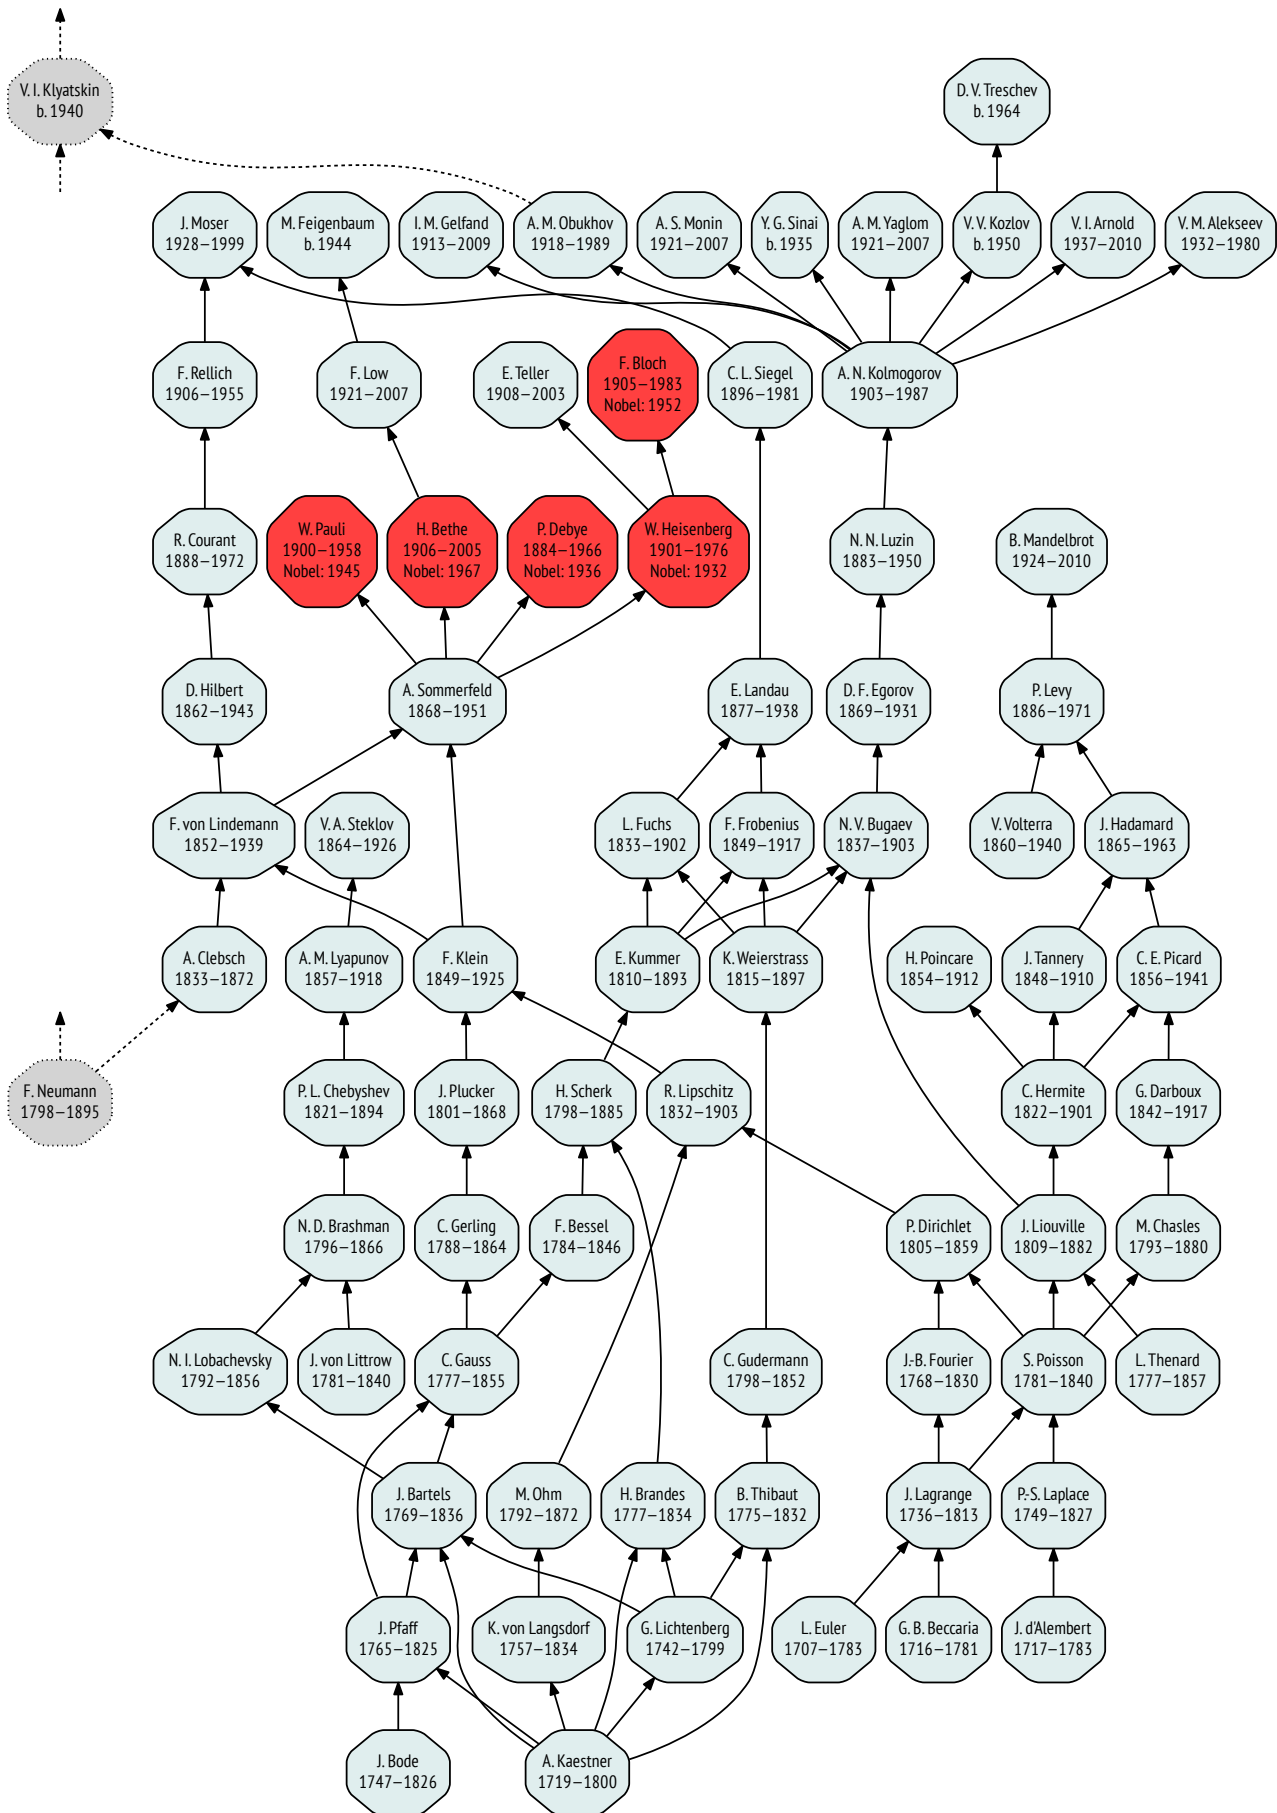 V. I. Klyatskin
b. 1940
D. V. Treschev
b. 1964
J. Moser
1928–1999
M. Feigenbaum
b. 1944
I. M. Gelfand
1913–2009
A. M. Obukhov
1918–1989
A. S. Monin
1921–2007
Y. G. Sinai
b. 1935
A. M. Yaglom
1921–2007
V. V. Kozlov
b. 1950
V. I. Arnold
1937–2010
V. M. Alekseev
1932–1980
F. Rellich
1906–1955
F. Low
1921–2007
E. Teller
1908–2003
F. Bloch
1905–1983
Nobel: 1952
C. L. Siegel
1896–1981
A. N. Kolmogorov
1903–1987
R. Courant
1888–1972
W. Pauli
1900–1958
Nobel: 1945
H. Bethe
1906–2005
Nobel: 1967
P. Debye
1884–1966
Nobel: 1936
W. Heisenberg
1901–1976
Nobel: 1932
N. N. Luzin
1883–1950
B. Mandelbrot
1924–2010
D. Hilbert
1862–1943
A. Sommerfeld
1868–1951
E. Landau
1877–1938
D. F. Egorov
1869–1931
P. Levy
1886–1971
F. von Lindemann
1852–1939
V. A. Steklov
1864–1926
L. Fuchs
1833–1902
F. Frobenius
1849–1917
N. V. Bugaev
1837–1903
V. Volterra
1860–1940
J. Hadamard
1865–1963
A. Clebsch
1833–1872
A. M. Lyapunov
1857–1918
F. Klein
1849–1925
E. Kummer
1810–1893
K. Weierstrass
1815–1897
H. Poincare
1854–1912
J. Tannery
1848–1910
C. E. Picard
1856–1941
F. Neumann
1798–1895
P. L. Chebyshev
1821–1894
J. Plucker
1801–1868
H. Scherk
1798–1885
R. Lipschitz
1832–1903
C. Hermite
1822–1901
G. Darboux
1842–1917
N. D. Brashman
1796–1866
C. Gerling
1788–1864
F. Bessel
1784–1846
P. Dirichlet
1805–1859
J. Liouville
1809–1882
M. Chasles
1793–1880
N. I. Lobachevsky
1792–1856
J. von Littrow
1781–1840
C. Gauss
1777–1855
C. Gudermann
1798–1852
J.-B. Fourier
1768–1830
S. Poisson
1781–1840
L. Thenard
1777–1857
J. Bartels
1769–1836
M. Ohm
1792–1872
H. Brandes
1777–1834
B. Thibaut
1775–1832
J. Lagrange
1736–1813
P.-S. Laplace
1749–1827
J. Pfaff
1765–1825
K. von Langsdorf
1757–1834
G. Lichtenberg
1742–1799
L. Euler
1707–1783
G. B. Beccaria
1716–1781
J. d'Alembert
1717–1783
J. Bode
1747–1826
A. Kaestner
1719–1800